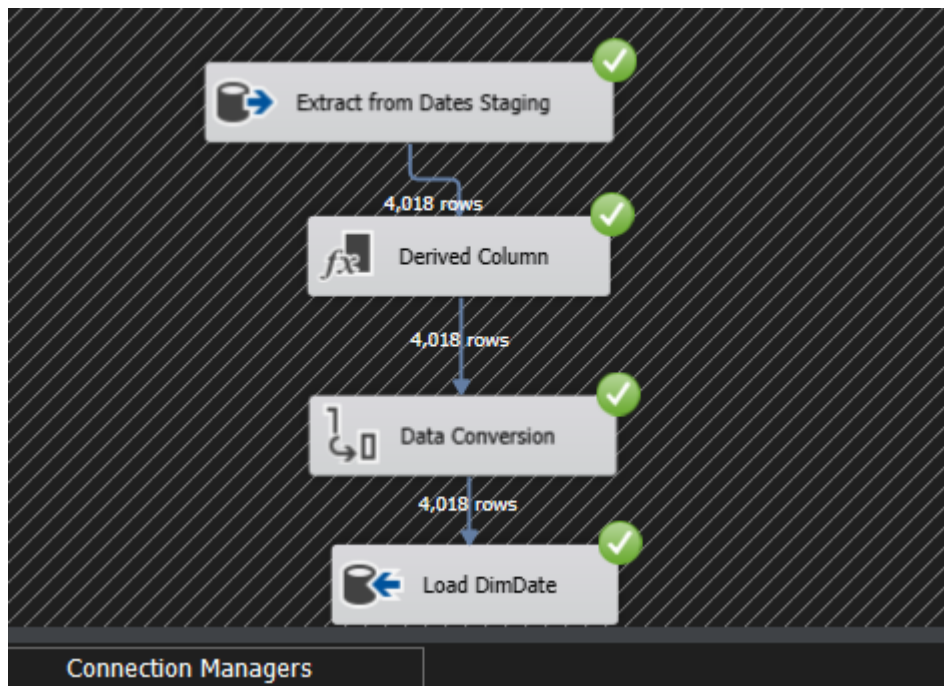 Extract from Dates Staging
4,018 rows
fx
Derived Column
4,018 rows
Data Conversion
4,018 rows
Load DimDate
Connection Managers